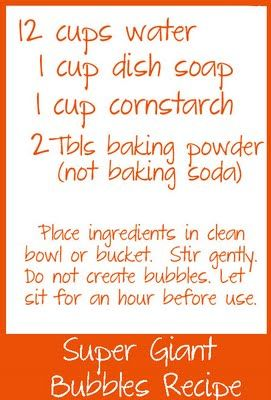 12 cups water
1 cup dish soap
1 cup cornstarch
2 Tbls baking powder
(not baking soda)
Place ingredients in clean
bowl or bucket. Stir gently.
Do not create bubbles. Let
sit for an hour before use.
Super Giant
Bubbles Recipe